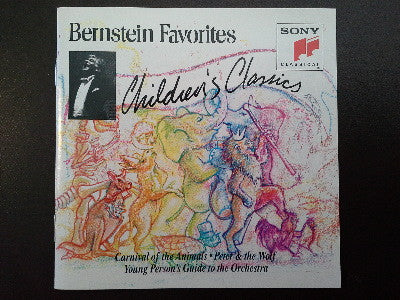 Bernstein Favorites
SONY
CLASSICAL
Children's Classics
Carnival of the Animals • Peter & the Wolf
Young Person's Guide to the Orchestra